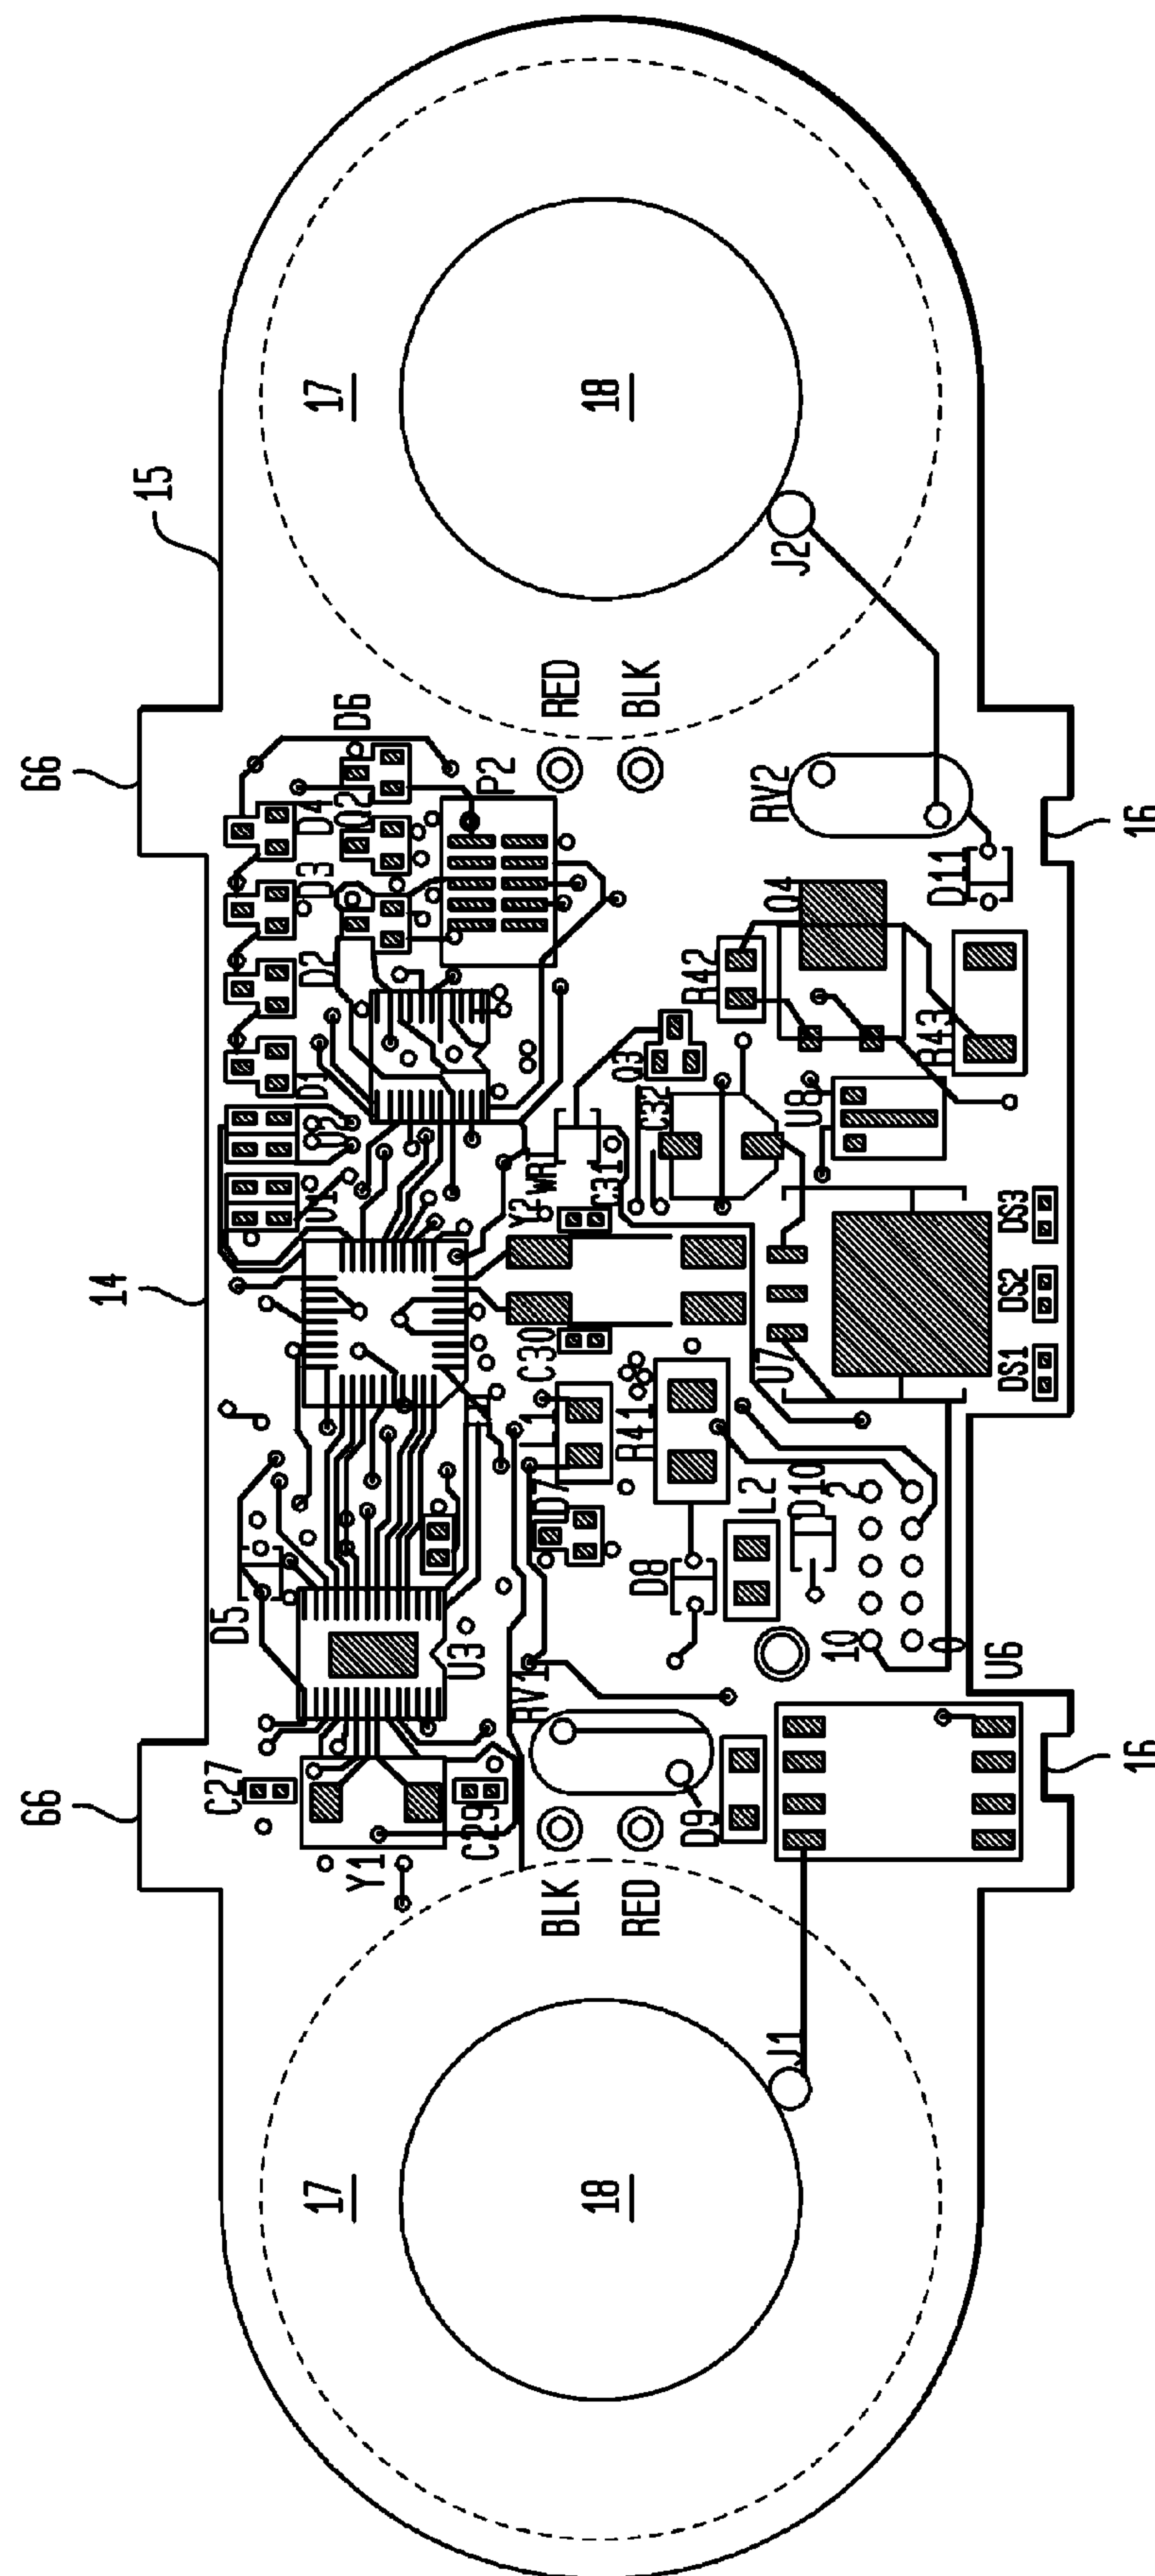 66
15
17
18
J2
RED
BLK
D6
P2
RV2
16
D4
Q2
D3
D2
D1
D11
Q4
R42
R43
Q3
C32
U8
U2
U1
WR1
C31
Y2
14
DS3
DS2
DS1
U7
C30
L1
R41
L2
D10
2
D7
D8
D5
U3
RV1
10
U6
66
C27
C29
Y1
D9
16
BLK
RED
J1
17
18